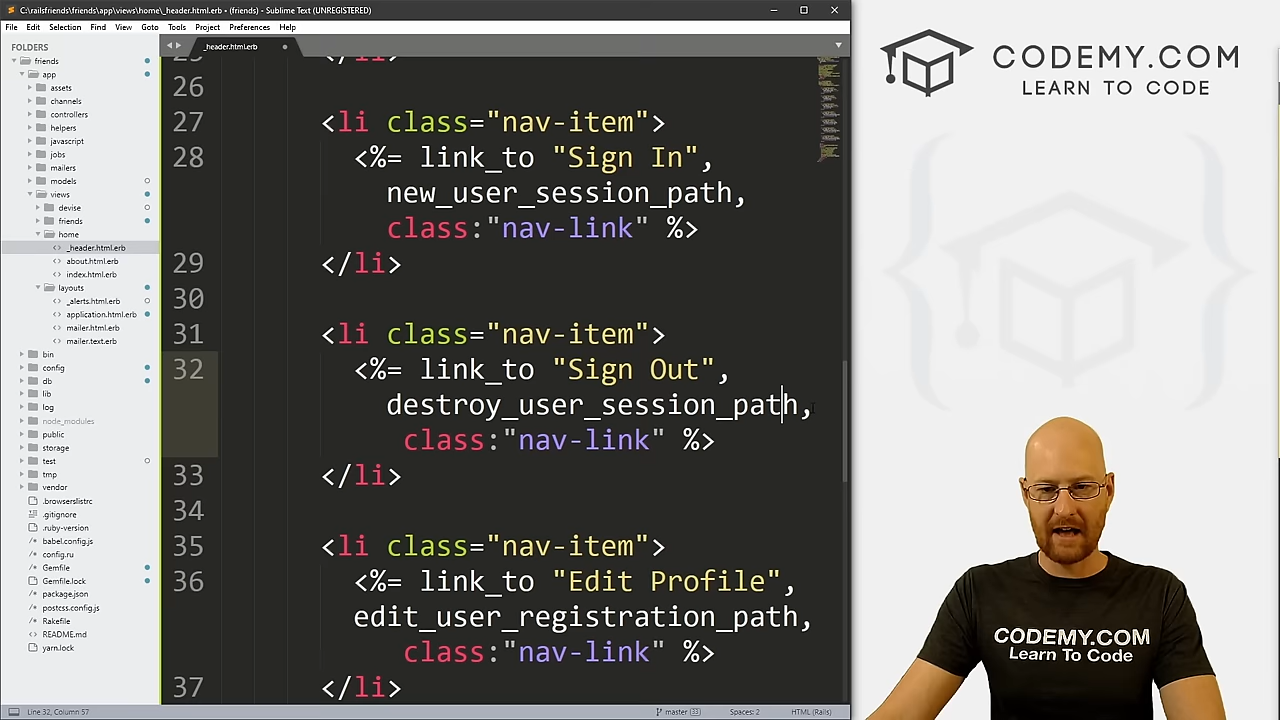 C:\railsfriends\friends\app\views\home\_header.html.erb • (friends) - Sublime Text (UNREGISTERED)
File Edit Selection Find View Goto Tools Project Preferences Help
FOLDERS
friends
app
assets
channels
controllers
helpers
javascript
jobs
mailers
models
views
devise
friends
home
_header.html.erb
about.html.erb
index.html.erb
layouts
_alerts.html.erb
application.html.erb
mailer.html.erb
mailer.text.erb
bin
config
db
lib
log
node_modules
public
storage
test
tmp
vendor
.browserslistrc
.gitignore
.ruby-version
babel.config.js
config.ru
Gemfile
Gemfile.lock
package.json
postcss.config.js
Rakefile
README.md
yarn.lock
_header.html.erb
25 </li>
26
27 <li class="nav-item">
28 <%= link_to "Sign In",
new_user_session_path,
class:"nav-link" %>
29 </li>
30
31 <li class="nav-item">
32 <%= link_to "Sign Out",
destroy_user_session_path,
class:"nav-link" %>
33 </li>
34
35 <li class="nav-item">
36 <%= link_to "Edit Profile",
edit_user_registration_path,
class:"nav-link" %>
37 </li>
Line 32, Column 57
master 33
Spaces: 2
HTML (Rails)
CODEMY.COM
LEARN TO CODE
CODEMY.COM
Learn To Code